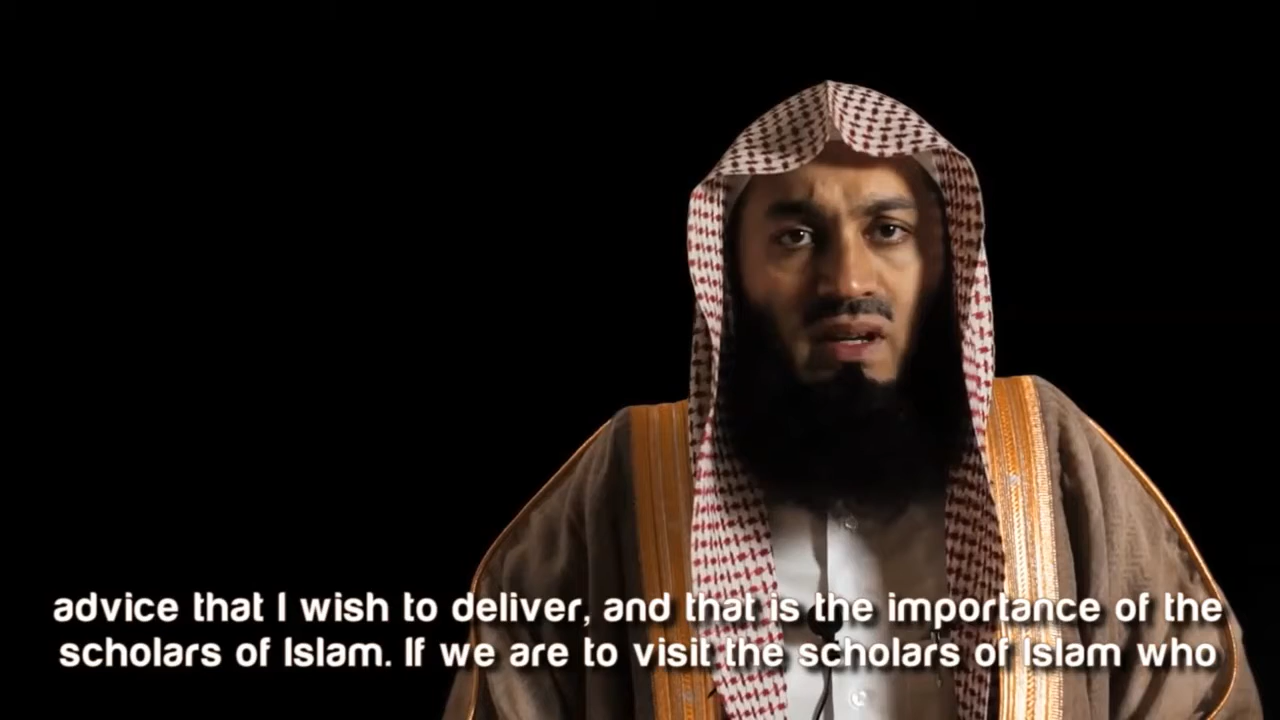 advice that I wish to deliver, and that is the importance of the
scholars of Islam. If we are to visit the scholars of Islam who